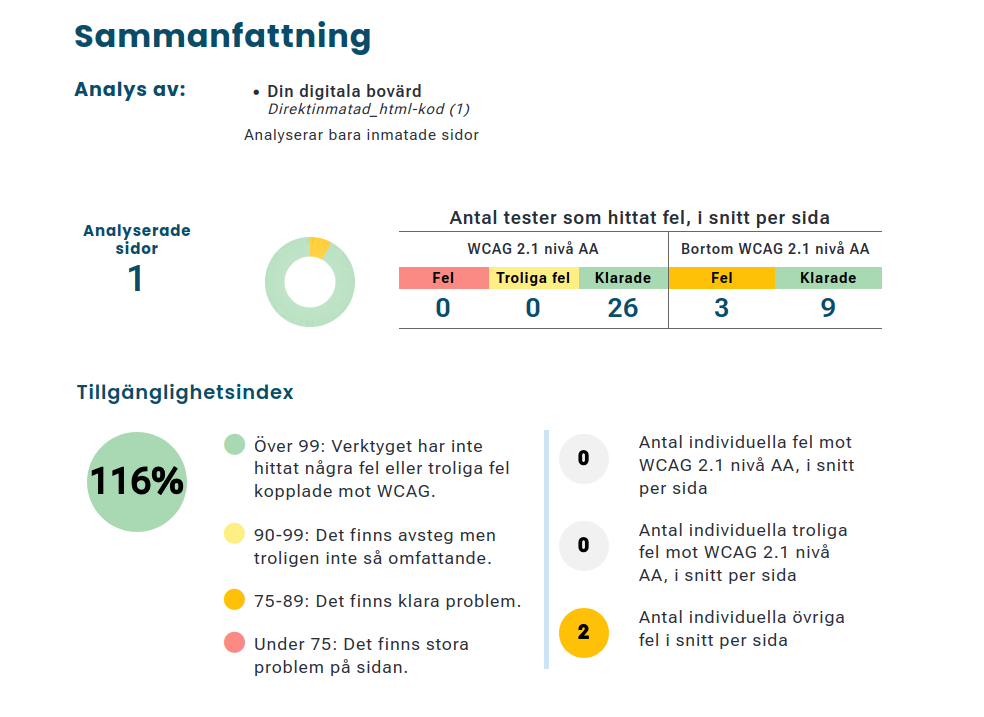 Sammanfattning
Analys av:
• Din digitala bovärd
Direktinmatad_html-kod (1)
Analyserar bara inmatade sidor
Analyserade
sidor
1
Antal tester som hittat fel, i snitt per sida
WCAG 2.1 nivå AA
Bortom WCAG 2.1 nivå AA
Fel Troliga fel Klarade Fel Klarade
0 0 26 3 9
Tillgänglighetsindex
116%
Över 99: Verktyget har inte
hittat några fel eller troliga fel
kopplade mot WCAG.
90-99: Det finns avsteg men
troligen inte så omfattande.
75-89: Det finns klara problem.
Under 75: Det finns stora
problem på sidan.
0
Antal individuella fel mot
WCAG 2.1 nivå AA, i snitt
per sida
0
Antal individuella troliga
fel mot WCAG 2.1 nivå
AA, i snitt per sida
2
Antal individuella övriga
fel i snitt per sida